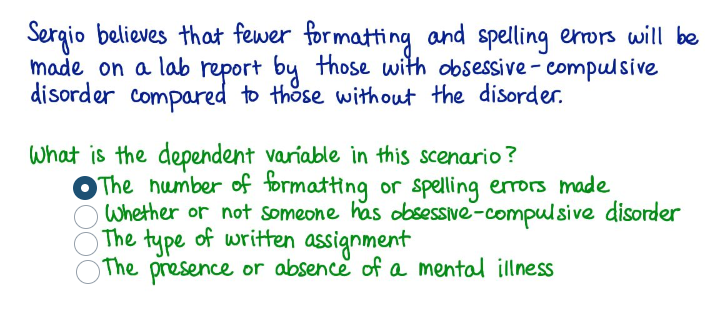 Sergio believes that fewer formatting and spelling errors will be
made on a lab report by those with obsessive-compulsive
disorder compared to those without the disorder.
What is the dependent variable in this scenario?
The number of formatting or spelling errors made
Whether or not someone has obsessive-compulsive disorder
The type of written assignment
The presence or absence of a mental illness